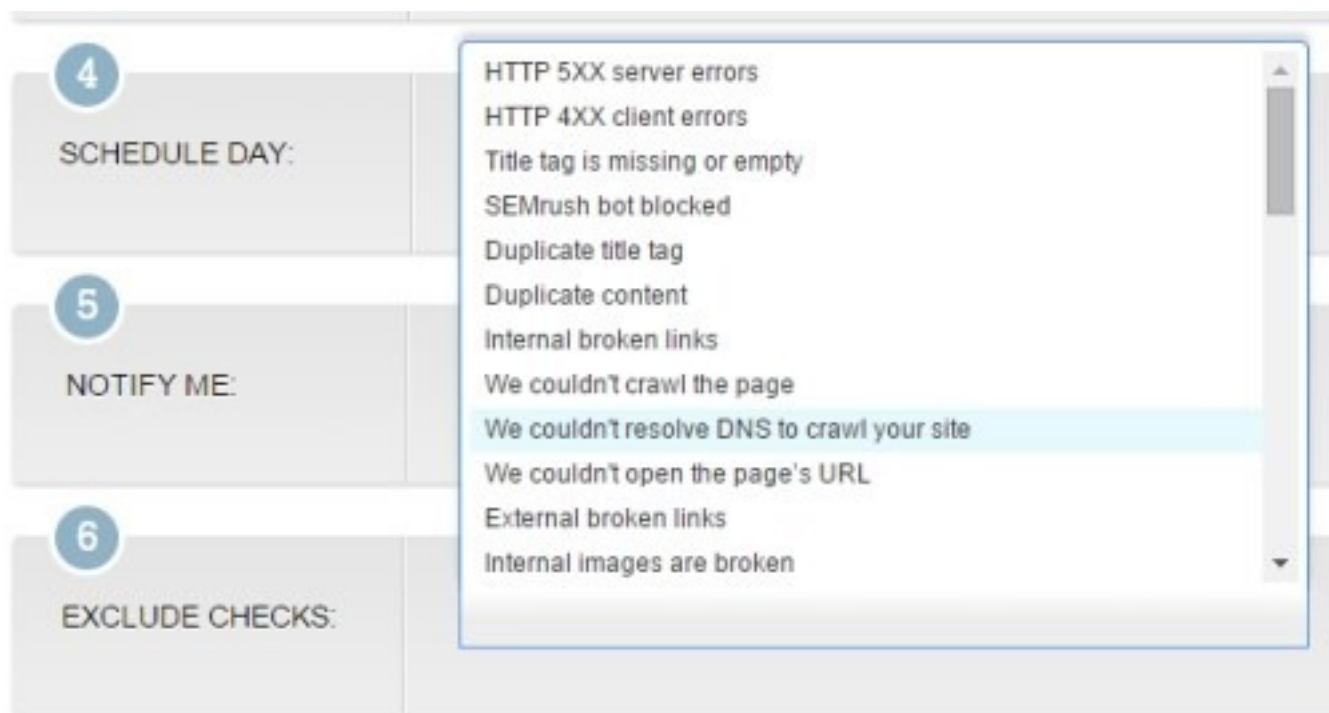 4
SCHEDULE DAY:
5
NOTIFY ME:
6
EXCLUDE CHECKS:
HTTP 5XX server errors
HTTP 4XX client errors
Title tag is missing or empty
SEMrush bot blocked
Duplicate title tag
Duplicate content
Internal broken links
We couldn't crawl the page
We couldn't resolve DNS to crawl your site
We couldn't open the page's URL
External broken links
Internal images are broken